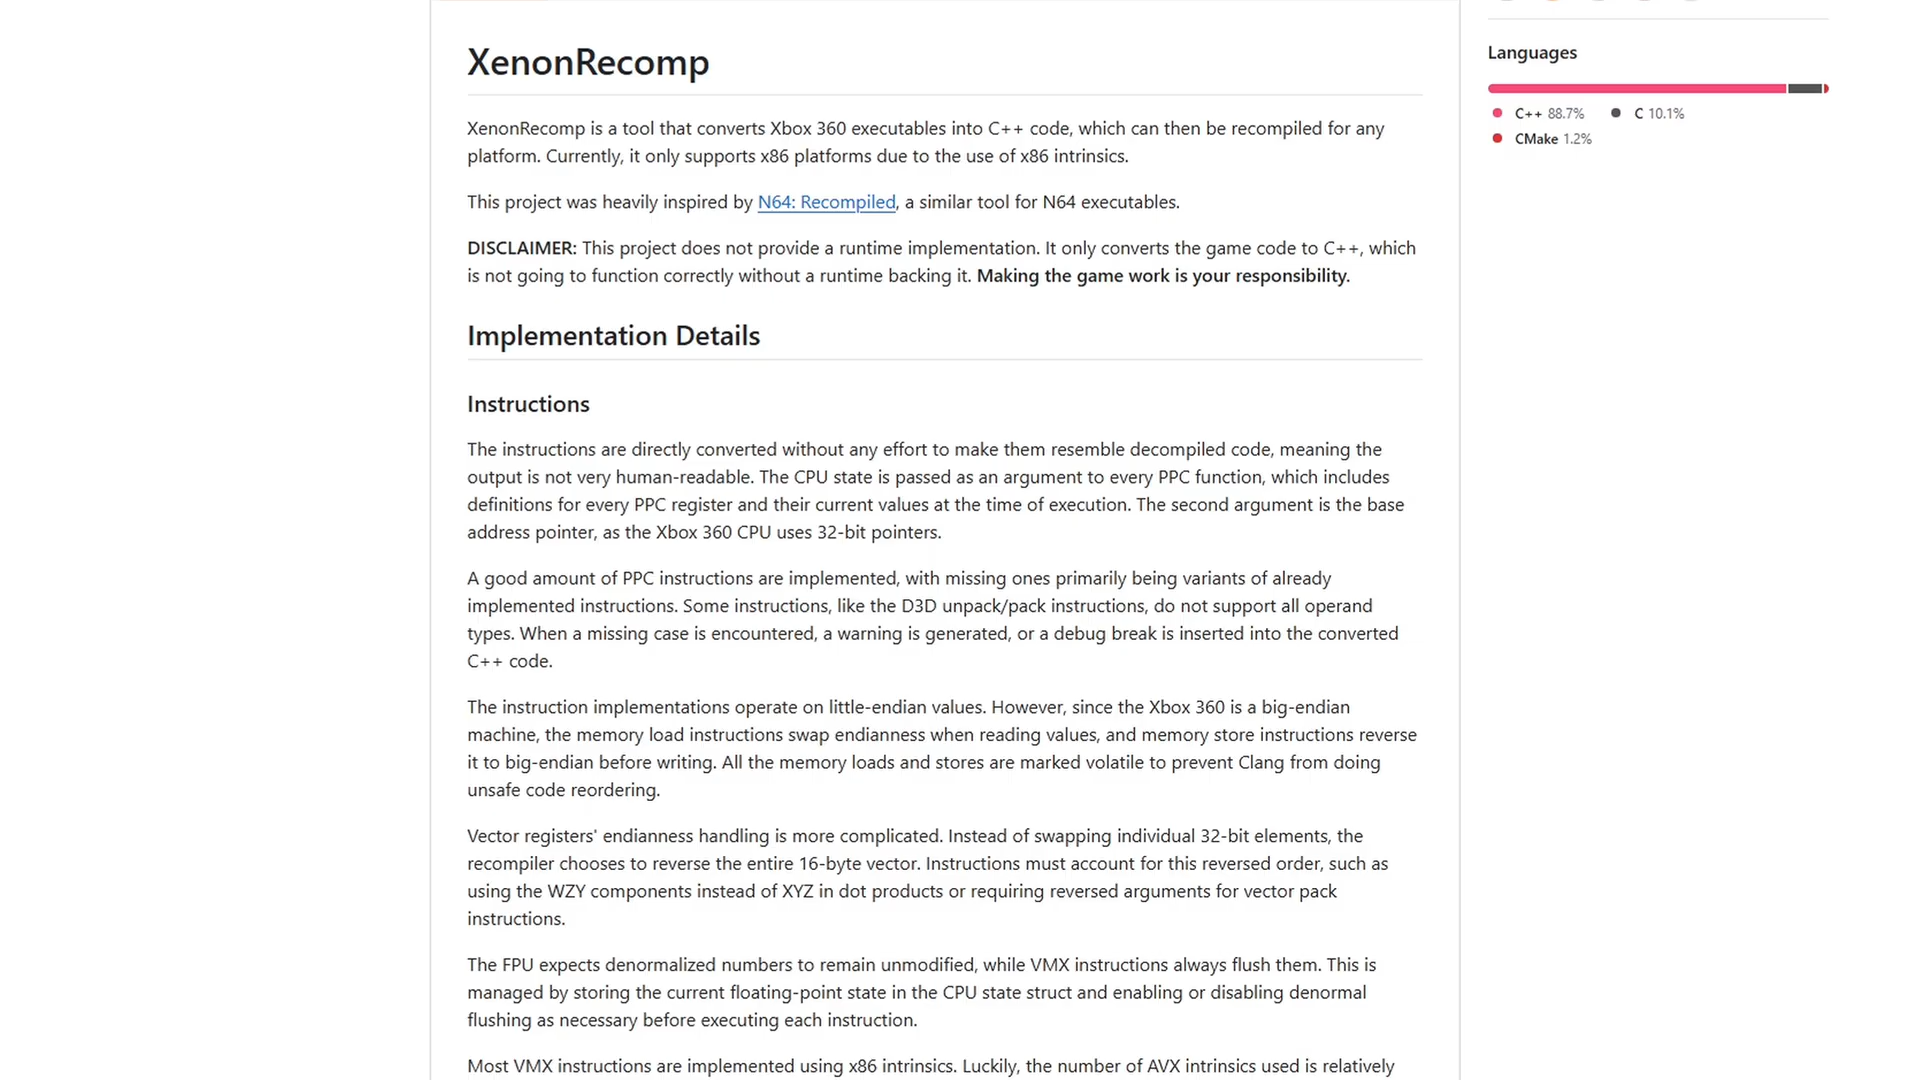 XenonRecomp
XenonRecomp is a tool that converts Xbox 360 executables into C++ code, which can then be recompiled for any
platform. Currently, it only supports x86 platforms due to the use of x86 intrinsics.
This project was heavily inspired by N64: Recompiled, a similar tool for N64 executables.
DISCLAIMER: This project does not provide a runtime implementation. It only converts the game code to C++, which
is not going to function correctly without a runtime backing it. Making the game work is your responsibility.
Implementation Details
Instructions
The instructions are directly converted without any effort to make them resemble decompiled code, meaning the
output is not very human-readable. The CPU state is passed as an argument to every PPC function, which includes
definitions for every PPC register and their current values at the time of execution. The second argument is the base
address pointer, as the Xbox 360 CPU uses 32-bit pointers.
A good amount of PPC instructions are implemented, with missing ones primarily being variants of already
implemented instructions. Some instructions, like the D3D unpack/pack instructions, do not support all operand
types. When a missing case is encountered, a warning is generated, or a debug break is inserted into the converted
C++ code.
The instruction implementations operate on little-endian values. However, since the Xbox 360 is a big-endian
machine, the memory load instructions swap endianness when reading values, and memory store instructions reverse
it to big-endian before writing. All the memory loads and stores are marked volatile to prevent Clang from doing
unsafe code reordering.
Vector registers' endianness handling is more complicated. Instead of swapping individual 32-bit elements, the
recompiler chooses to reverse the entire 16-byte vector. Instructions must account for this reversed order, such as
using the WZY components instead of XYZ in dot products or requiring reversed arguments for vector pack
instructions.
The FPU expects denormalized numbers to remain unmodified, while VMX instructions always flush them. This is
managed by storing the current floating-point state in the CPU state struct and enabling or disabling denormal
flushing as necessary before executing each instruction.
Most VMX instructions are implemented using x86 intrinsics. Luckily, the number of AVX intrinsics used is relatively
Languages
C++ 88.7% C 10.1%
CMake 1.2%